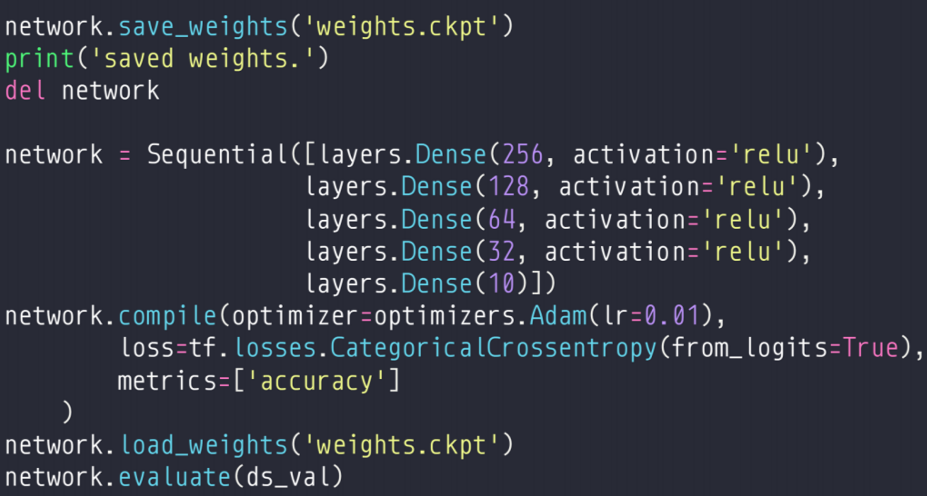 network.save_weights('weights.ckpt')
print('saved weights.')
del network
network = Sequential([layers.Dense(256, activation='relu'),
layers.Dense(128, activation='relu'),
layers.Dense(64, activation='relu'),
layers.Dense(32, activation='relu'),
layers.Dense(10)])
network.compile(optimizer=optimizers.Adam(lr=0.01),
loss=tf.losses.CategoricalCrossentropy(from_logits=True),
metrics=['accuracy']
)
network.load_weights('weights.ckpt')
network.evaluate(ds_val)